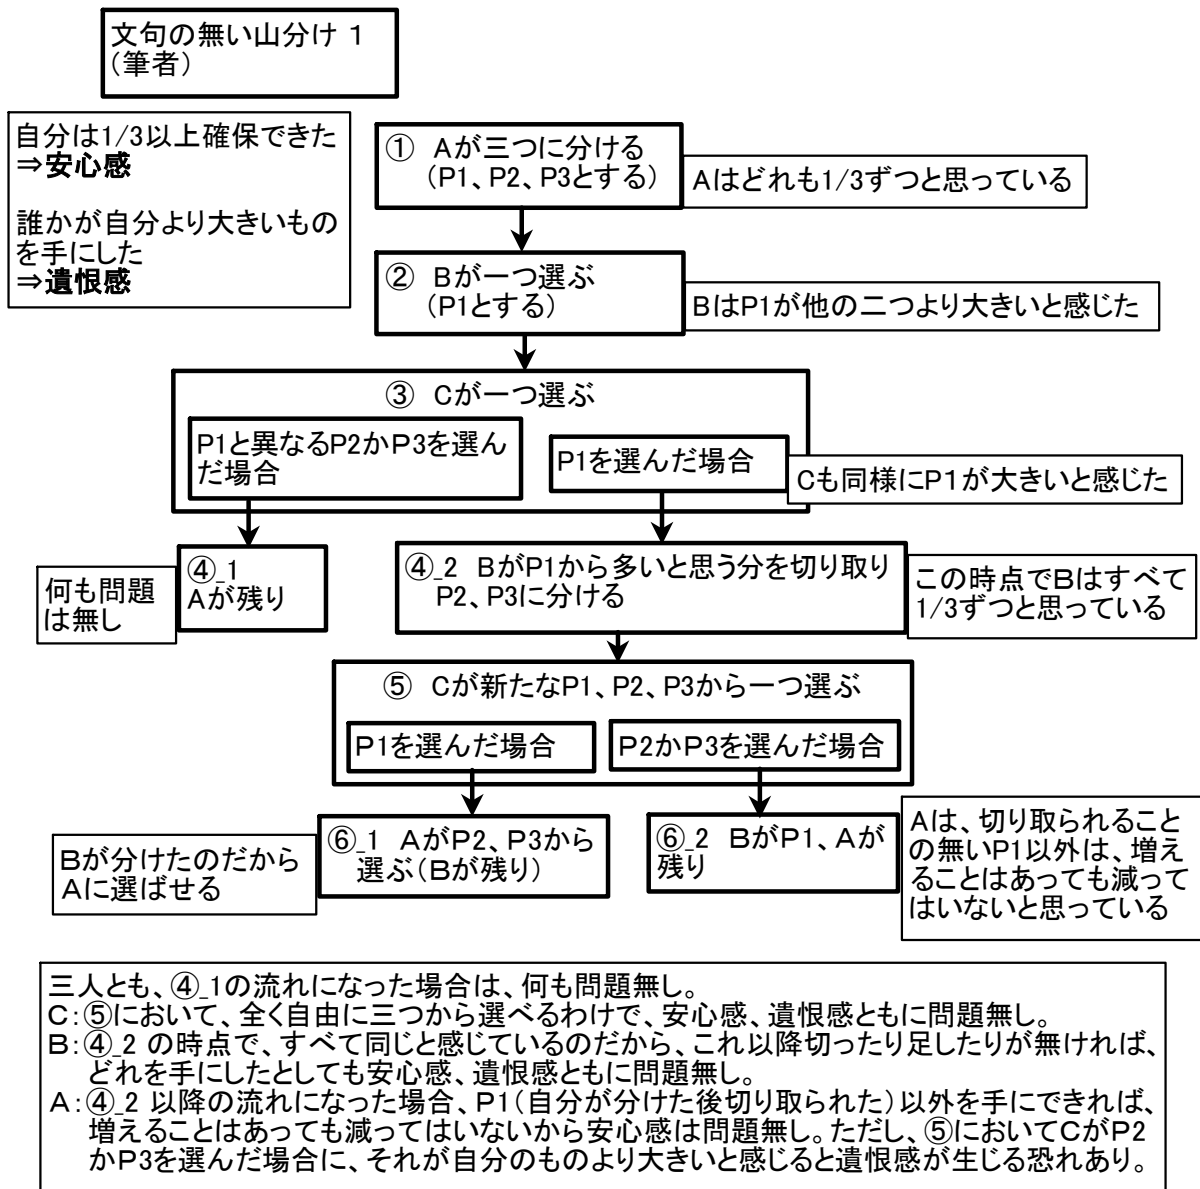 文句の無い山分け 1
(筆者)
自分は1/3以上確保できた
⇒安心感
誰かが自分より大きいもの
を手にした
⇒遺恨感
① Aが三つに分ける
(P1、P2、P3とする)
Aはどれも1/3ずつと思っている
② Bが一つ選ぶ
(P1とする)
BはP1が他の二つより大きいと感じた
③ Cが一つ選ぶ
P1と異なるP2かP3を選ん
だ場合
P1を選んだ場合
Cも同様にP1が大きいと感じた
④_1
Aが残り
何も問題
は無し
④_2 BがP1から多いと思う分を切り取り
P2、P3に分ける
この時点でBはすべて
1/3ずつと思っている
⑤ Cが新たなP1、P2、P3から一つ選ぶ
P1を選んだ場合
P2かP3を選んだ場合
⑥_1 AがP2、P3から
選ぶ(Bが残り)
Bが分けたのだから
Aに選ばせる
⑥_2 BがP1、Aが
残り
Aは、切り取られること
の無いP1以外は、増え
ることはあっても減って
はいないと思っている
三人とも、④_1の流れになった場合は、何も問題無し。
C:⑤において、全く自由に三つから選べるわけで、安心感、遺恨感ともに問題無し。
B:④_2 の時点で、すべて同じと感じているのだから、これ以降切ったり足したりが無ければ、
どれを手にしたとしても安心感、遺恨感ともに問題無し。
A:④_2 以降の流れになった場合、P1(自分が分けた後切り取られた)以外を手にできれば、
増えることはあっても減ってはいないから安心感は問題無し。ただし、⑤においてCがP2
かP3を選んだ場合に、それが自分のものより大きいと感じると遺恨感が生じる恐れあり。